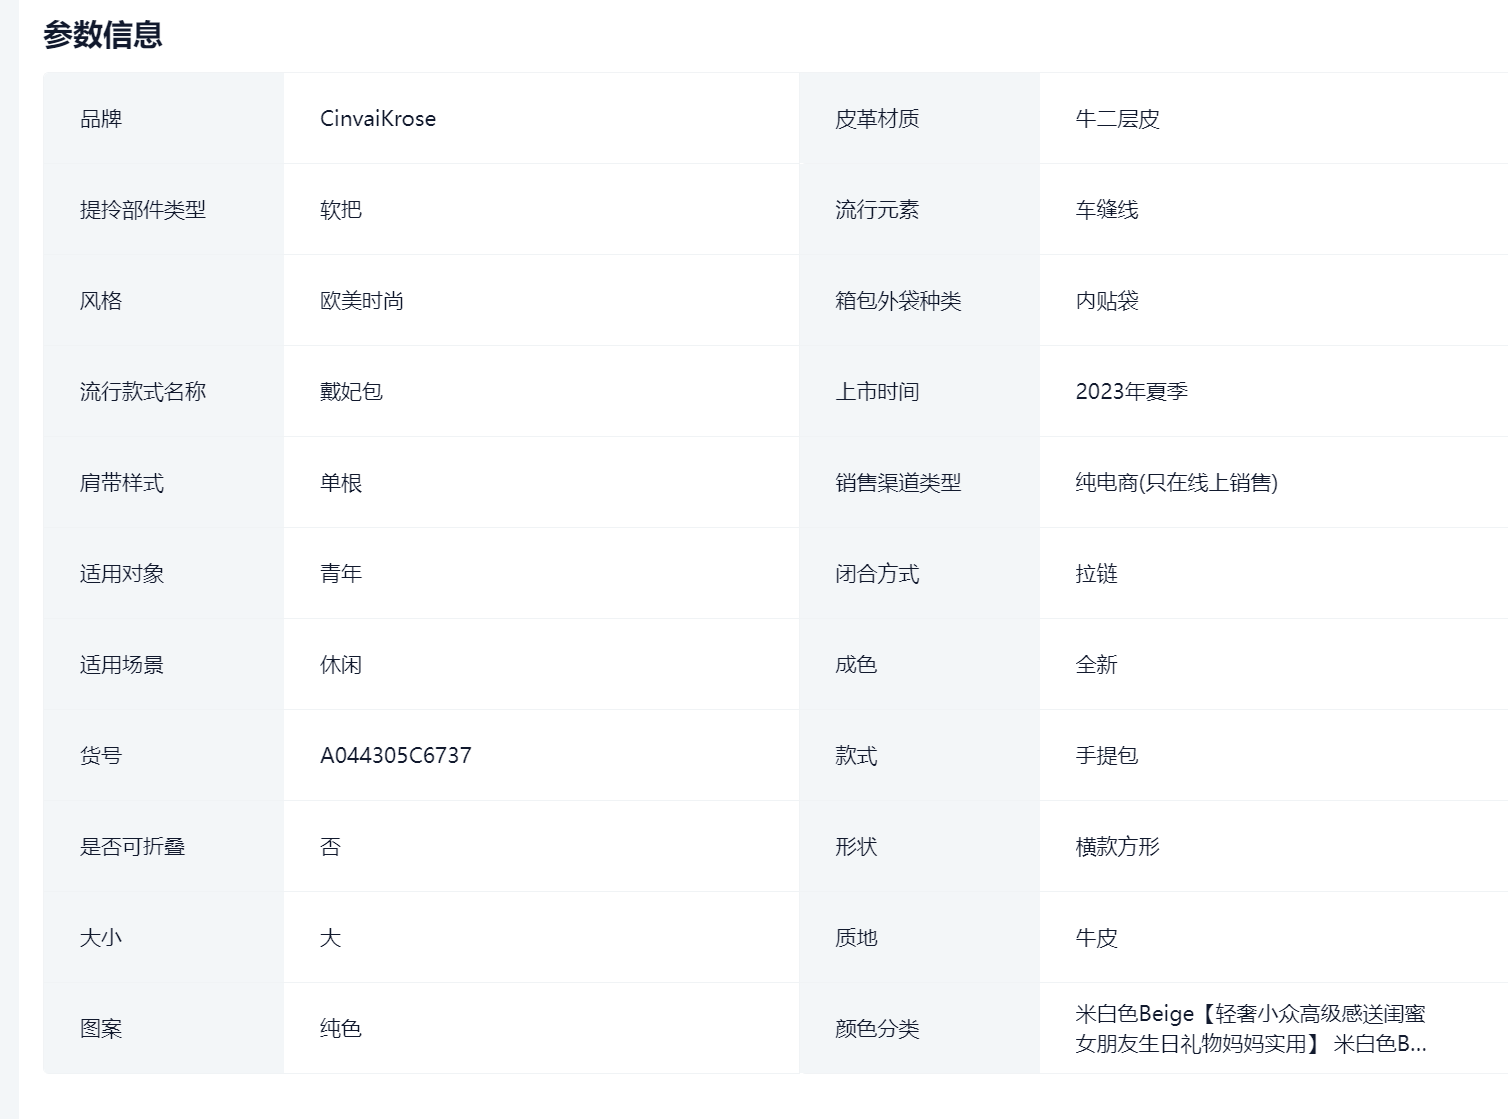 参数信息
品牌 CinvaiKrose 皮革材质 牛二层皮
提拎部件类型 软把 流行元素 车缝线
风格 欧美时尚 箱包外袋种类 内贴袋
流行款式名称 戴妃包 上市时间 2023年夏季
肩带样式 单根 销售渠道类型 纯电商(只在线上销售)
适用对象 青年 闭合方式 拉链
适用场景 休闲 成色 全新
货号 A044305C6737 款式 手提包
是否可折叠 否 形状 横款方形
大小 大 质地 牛皮
图案 纯色 颜色分类 米白色Beige【轻奢小众高级感送闺蜜
女朋友生日礼物妈妈实用】 米白色B...